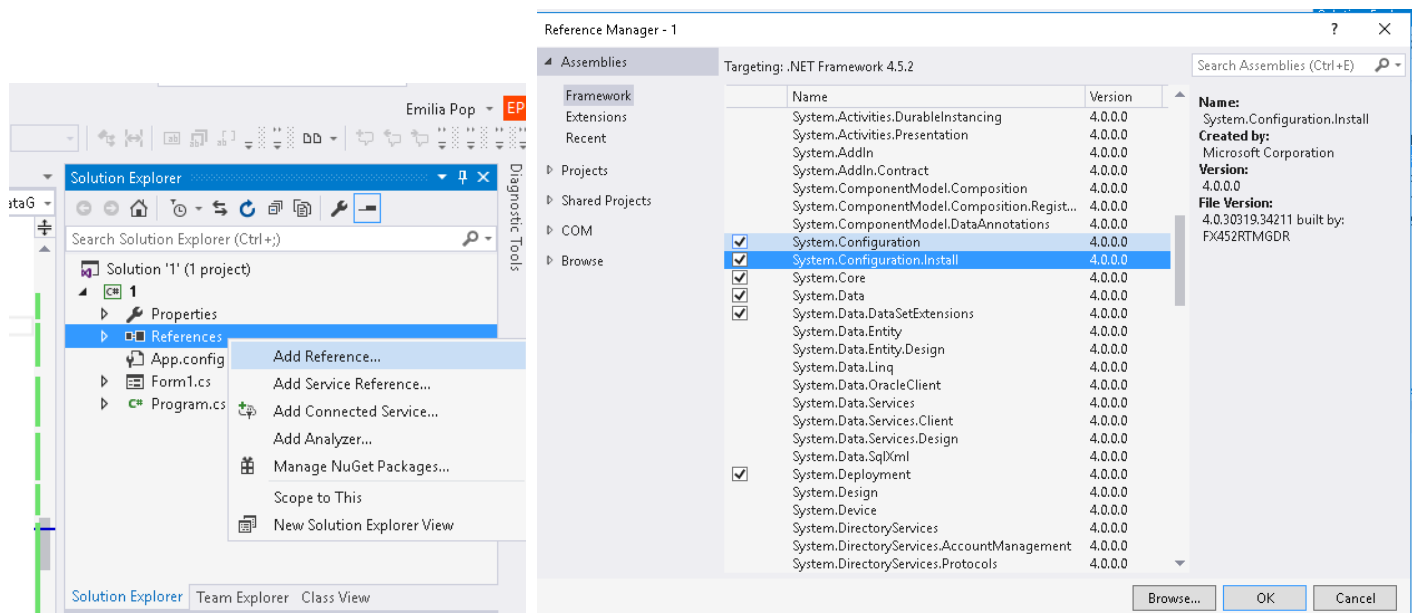 Emilia Pop
EP
ataG
Solution Explorer
Search Solution Explorer (Ctrl+;)
Solution '1' (1 project)
C# 1
Properties
References
App.config
Form1.cs
C# Program.cs
Add Reference...
Add Service Reference...
Add Connected Service...
Add Analyzer...
Manage NuGet Packages...
Scope to This
New Solution Explorer View
Solution Explorer Team Explorer Class View
Diagnostic Tools
Reference Manager - 1
Assemblies
Framework
Extensions
Recent
Projects
Shared Projects
COM
Browse
Targeting: .NET Framework 4.5.2
Name Version
System.Activities.DurableInstancing 4.0.0.0
System.Activities.Presentation 4.0.0.0
System.AddIn 4.0.0.0
System.AddIn.Contract 4.0.0.0
System.ComponentModel.Composition 4.0.0.0
System.ComponentModel.Composition.Regist... 4.0.0.0
System.ComponentModel.DataAnnotations 4.0.0.0
System.Configuration 4.0.0.0
System.Configuration.Install 4.0.0.0
System.Core 4.0.0.0
System.Data 4.0.0.0
System.Data.DataSetExtensions 4.0.0.0
System.Data.Entity 4.0.0.0
System.Data.Entity.Design 4.0.0.0
System.Data.Linq 4.0.0.0
System.Data.OracleClient 4.0.0.0
System.Data.Services 4.0.0.0
System.Data.Services.Client 4.0.0.0
System.Data.Services.Design 4.0.0.0
System.Data.SqlXml 4.0.0.0
System.Deployment 4.0.0.0
System.Design 4.0.0.0
System.Device 4.0.0.0
System.DirectoryServices 4.0.0.0
System.DirectoryServices.AccountManagement 4.0.0.0
System.DirectoryServices.Protocols 4.0.0.0
Search Assemblies (Ctrl+E)
Name:
System.Configuration.Install
Created by:
Microsoft Corporation
Version:
4.0.0.0
File Version:
4.0.30319.34211 built by:
FX452RTMGDR
Browse... OK Cancel